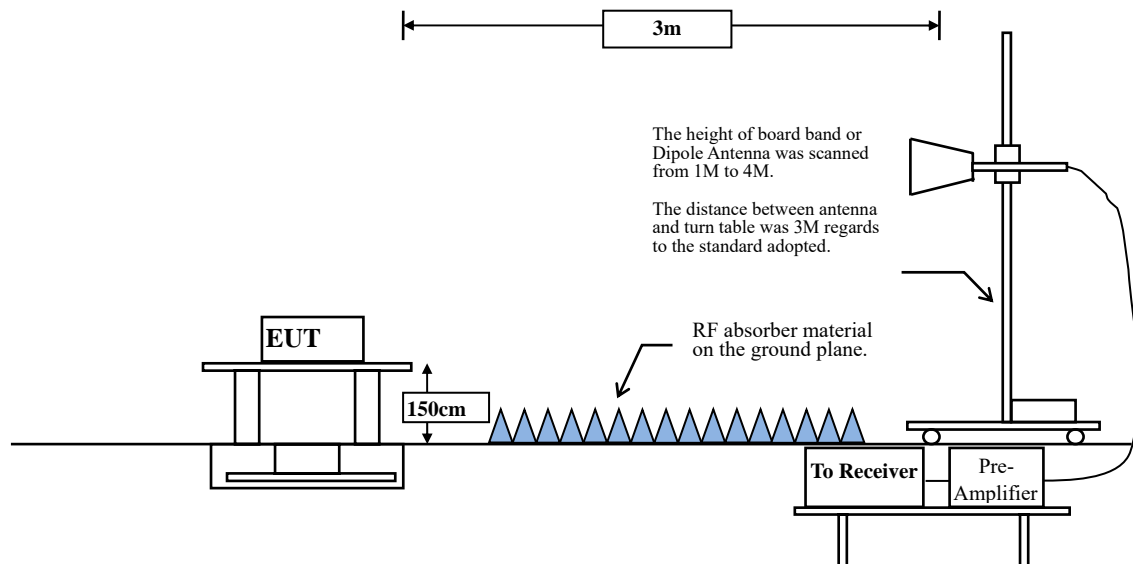 3m
The height of board band or
Dipole Antenna was scanned
from 1M to 4M.
The distance between antenna
and turn table was 3M regards
to the standard adopted.
RF absorber material
on the ground plane.
EUT
150cm
To Receiver
Pre-
Amplifier